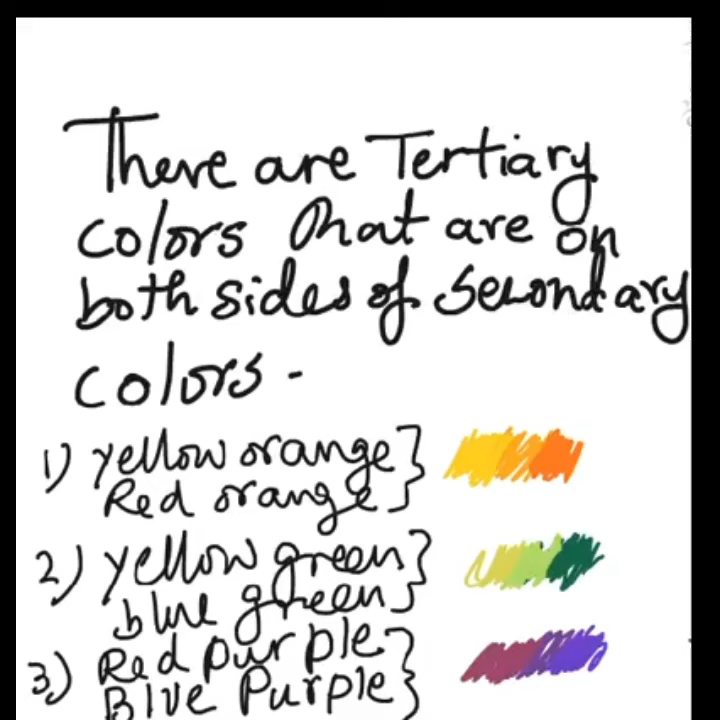 There are Tertiary
colors that are on
both sides of secondary
colors.
1) yellow orange }
Red orange
2) yellow green }
blue green
3) Red purple }
Blue Purple